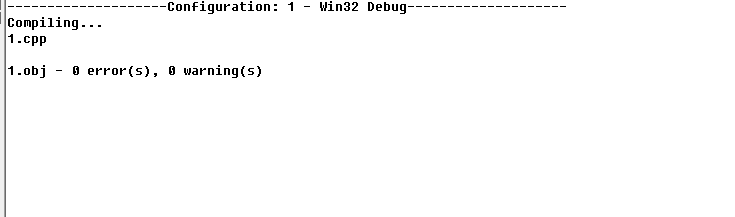 --------------------Configuration: 1 - Win32 Debug--------------------
Compiling...
1.cpp
1.obj - 0 error(s), 0 warning(s)